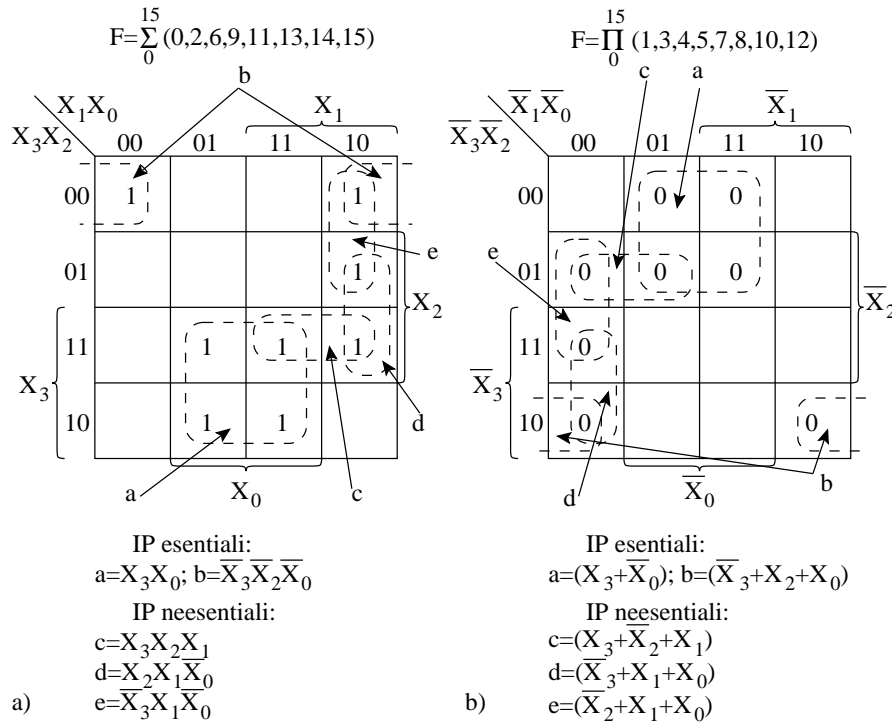 15
F=Σ (0,2,6,9,11,13,14,15)
0
b
X₁X₀
X₃X₂
X₁
00 01 11 10
00 1 1
01 1
e
X₂
11 1 1 1
X₃
10 1 1
d
a
X₀
c
IP esentiali:
a=X₃X₀; b=X̅₃X̅₂X̅₀
IP neesentiali:
c=X₃X₂X₁
d=X₂X₁X̅₀
e=X̅₃X₁X̅₀
a)
15
F=∏ (1,3,4,5,7,8,10,12)
0
c a
X̅₁X̅₀
X̅₃X̅₂
X̅₁
00 01 11 10
00 0 0
e
01 0 0 0
X̅₂
11 0
X̅₃
10 0 0
d
X̅₀
b
IP esentiali:
a=(X₃+X̅₀); b=(X̅₃+X₂+X₀)
IP neesentiali:
c=(X₃+X̅₂+X₁)
d=(X̅₃+X₁+X₀)
e=(X̅₂+X₁+X₀)
b)